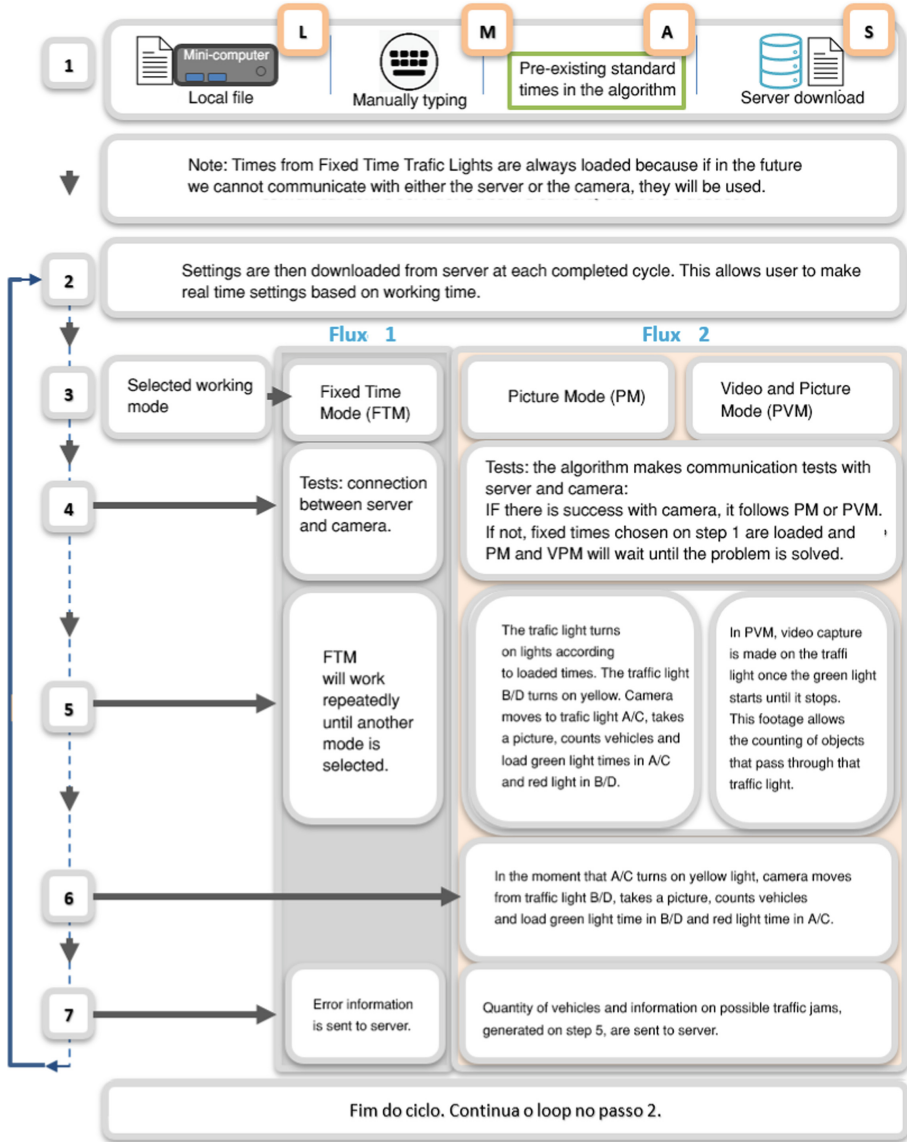 L
M
A
S
1
Mini-computer
Local file
Manually typing
Pre-existing standard
times in the algorithm
Server download
Note: Times from Fixed Time Trafic Lights are always loaded because if in the future
we cannot communicate with either the server or the camera, they will be used.
2
Settings are then downloaded from server at each completed cycle. This allows user to make
real time settings based on working time.
Flux 1
Flux 2
3
Selected working
mode
Fixed Time
Mode (FTM)
Picture Mode (PM)
Video and Picture
Mode (PVM)
4
Tests: connection
between server
and camera.
Tests: the algorithm makes communication tests with
server and camera:
IF there is success with camera, it follows PM or PVM.
If not, fixed times chosen on step 1 are loaded and
PM and VPM will wait until the problem is solved.
5
FTM
will work
repeatedly
until another
mode is
selected.
The trafic light turns
on lights according
to loaded times. The traffic light
B/D turns on yellow. Camera
moves to trafic light A/C, takes
a picture, counts vehicles and
load green light times in A/C
and red light in B/D.
In PVM, video capture
is made on the traffi
light once the green light
starts until it stops.
This footage allows
the counting of objects
that pass through that
traffic light.
6
In the moment that A/C turns on yellow light, camera moves
from traffic light B/D, takes a picture, counts vehicles
and load green light time in B/D and red light time in A/C.
7
Error information
is sent to server.
Quantity of vehicles and information on possible traffic jams,
generated on step 5, are sent to server.
Fim do ciclo. Continua o loop no passo 2.